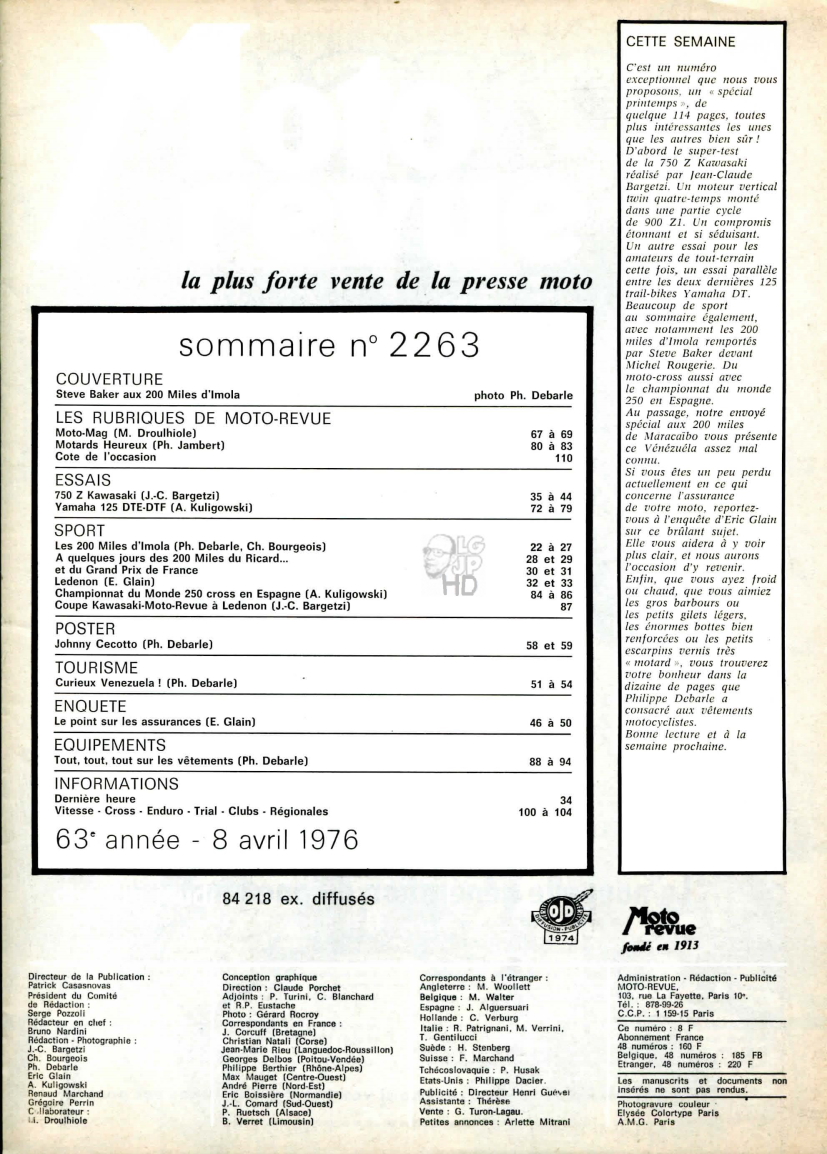 la plus forte vente de la presse moto
sommaire n° 2263
COUVERTURE
Steve Baker aux 200 Miles d'Imola photo Ph. Debarle
LES RUBRIQUES DE MOTO-REVUE
Moto-Mag (M. Droulhiole) 67 à 69
Motards Heureux (Ph. Jambert) 80 à 83
Cote de l'occasion 110
ESSAIS
750 Z Kawasaki (J.-C. Bargetzi) 35 à 44
Yamaha 125 DTE-DTF (A. Kuligowski) 72 à 79
SPORT
Les 200 Miles d'Imola (Ph. Debarle, Ch. Bourgeois) 22 à 27
A quelques jours des 200 Miles du Ricard... 28 et 29
et du Grand Prix de France 30 et 31
Ledenon (E. Glain) 32 et 33
Championnat du Monde 250 cross en Espagne (A. Kuligowski) 84 à 86
Coupe Kawasaki-Moto-Revue à Ledenon (J.-C. Bargetzi) 87
POSTER
Johnny Cecotto (Ph. Debarle) 58 et 59
TOURISME
Curieux Venezuela ! (Ph. Debarle) 51 à 54
ENQUETE
Le point sur les assurances (E. Glain) 46 à 50
EQUIPEMENTS
Tout, tout, tout sur les vêtements (Ph. Debarle) 88 à 94
INFORMATIONS
Dernière heure 34
Vitesse - Cross - Enduro - Trial - Clubs - Régionales 100 à 104
63e année - 8 avril 1976
LG
JP
HD
CETTE SEMAINE
C'est un numéro
exceptionnel que nous vous
proposons, un « spécial
printemps », de
quelque 114 pages, toutes
plus intéressantes les unes
que les autres bien sûr !
D'abord le super-test
de la 750 Z Kawasaki
réalisé par Jean-Claude
Bargetzi. Un moteur vertical
twin quatre-temps monté
dans une partie cycle
de 900 Z1. Un compromis
étonnant et si séduisant.
Un autre essai pour les
amateurs de tout-terrain
cette fois, un essai parallèle
entre les deux dernières 125
trail-bikes Yamaha DT.
Beaucoup de sport
au sommaire également,
avec notamment les 200
miles d'Imola remportés
par Steve Baker devant
Michel Rougerie. Du
moto-cross aussi avec
le championnat du monde
250 en Espagne.
Au passage, notre envoyé
spécial aux 200 miles
de Maracaïbo vous présente
ce Vénézuéla assez mal
connu.
Si vous êtes un peu perdu
actuellement en ce qui
concerne l'assurance
de votre moto, reportez-
vous à l'enquête d'Eric Glain
sur ce brûlant sujet.
Elle vous aidera à y voir
plus clair, et nous aurons
l'occasion d'y revenir.
Enfin, que vous ayez froid
ou chaud, que vous aimiez
les gros barbours ou
les petits gilets légers,
les énormes bottes bien
renforcées ou les petits
escarpins vernis très
« motard », vous trouverez
votre bonheur dans la
dizaine de pages que
Philippe Debarle a
consacré aux vêtements
motocyclistes.
Bonne lecture et à la
semaine prochaine.
84 218 ex. diffusés
OJD
DIFFUSION - PUBLICITÉ
1974
Moto
revue
fondé en 1913
Directeur de la Publication :
Patrick Casasnovas
Président du Comité
de Rédaction :
Serge Pozzoli
Rédacteur en chef :
Bruno Nardini
Rédaction - Photographie :
J.-C. Bargetzi
Ch. Bourgeois
Ph. Debarle
Eric Glain
A. Kuligowski
Renaud Marchand
Grégoire Perrin
Collaborateur :
M. Droulhiole
Conception graphique
Direction : Claude Porchet
Adjoints : P. Turini, C. Blanchard
et R.P. Eustache
Photo : Gérard Rocroy
Correspondants en France :
J. Corcuff (Bretagne)
Christian Natali (Corse)
Jean-Marie Rieu (Languedoc-Roussillon)
Georges Delbos (Poitou-Vendée)
Philippe Berthier (Rhône-Alpes)
Max Mauget (Centre-Ouest)
André Pierre (Nord-Est)
Eric Boissière (Normandie)
J.-L. Comard (Sud-Ouest)
P. Ruetsch (Alsace)
B. Verret (Limousin)
Correspondants à l'étranger :
Angleterre : M. Woollett
Belgique : M. Walter
Espagne : J. Alguersuari
Hollande : C. Verburg
Italie : R. Patrignani, M. Verrini,
T. Gentilucci
Suède : H. Stenberg
Suisse : F. Marchand
Tchécoslovaquie : P. Husak
Etats-Unis : Philippe Dacier.
Publicité : Directeur Henri Guével
Assistante : Thérèse
Vente : G. Turon-Lagau.
Petites annonces : Arlette Mitrani
Administration - Rédaction - Publicité
MOTO-REVUE,
103, rue La Fayette, Paris 10e.
Tél. : 878-99-26
C.C.P. : 1 159-15 Paris
Ce numéro : 8 F
Abonnement France
48 numéros : 160 F
Belgique, 48 numéros : 185 FB
Etranger, 48 numéros : 220 F
Les manuscrits et documents non
insérés ne sont pas rendus.
Photogravure couleur
Elysée Colortype Paris
A.M.G. Paris